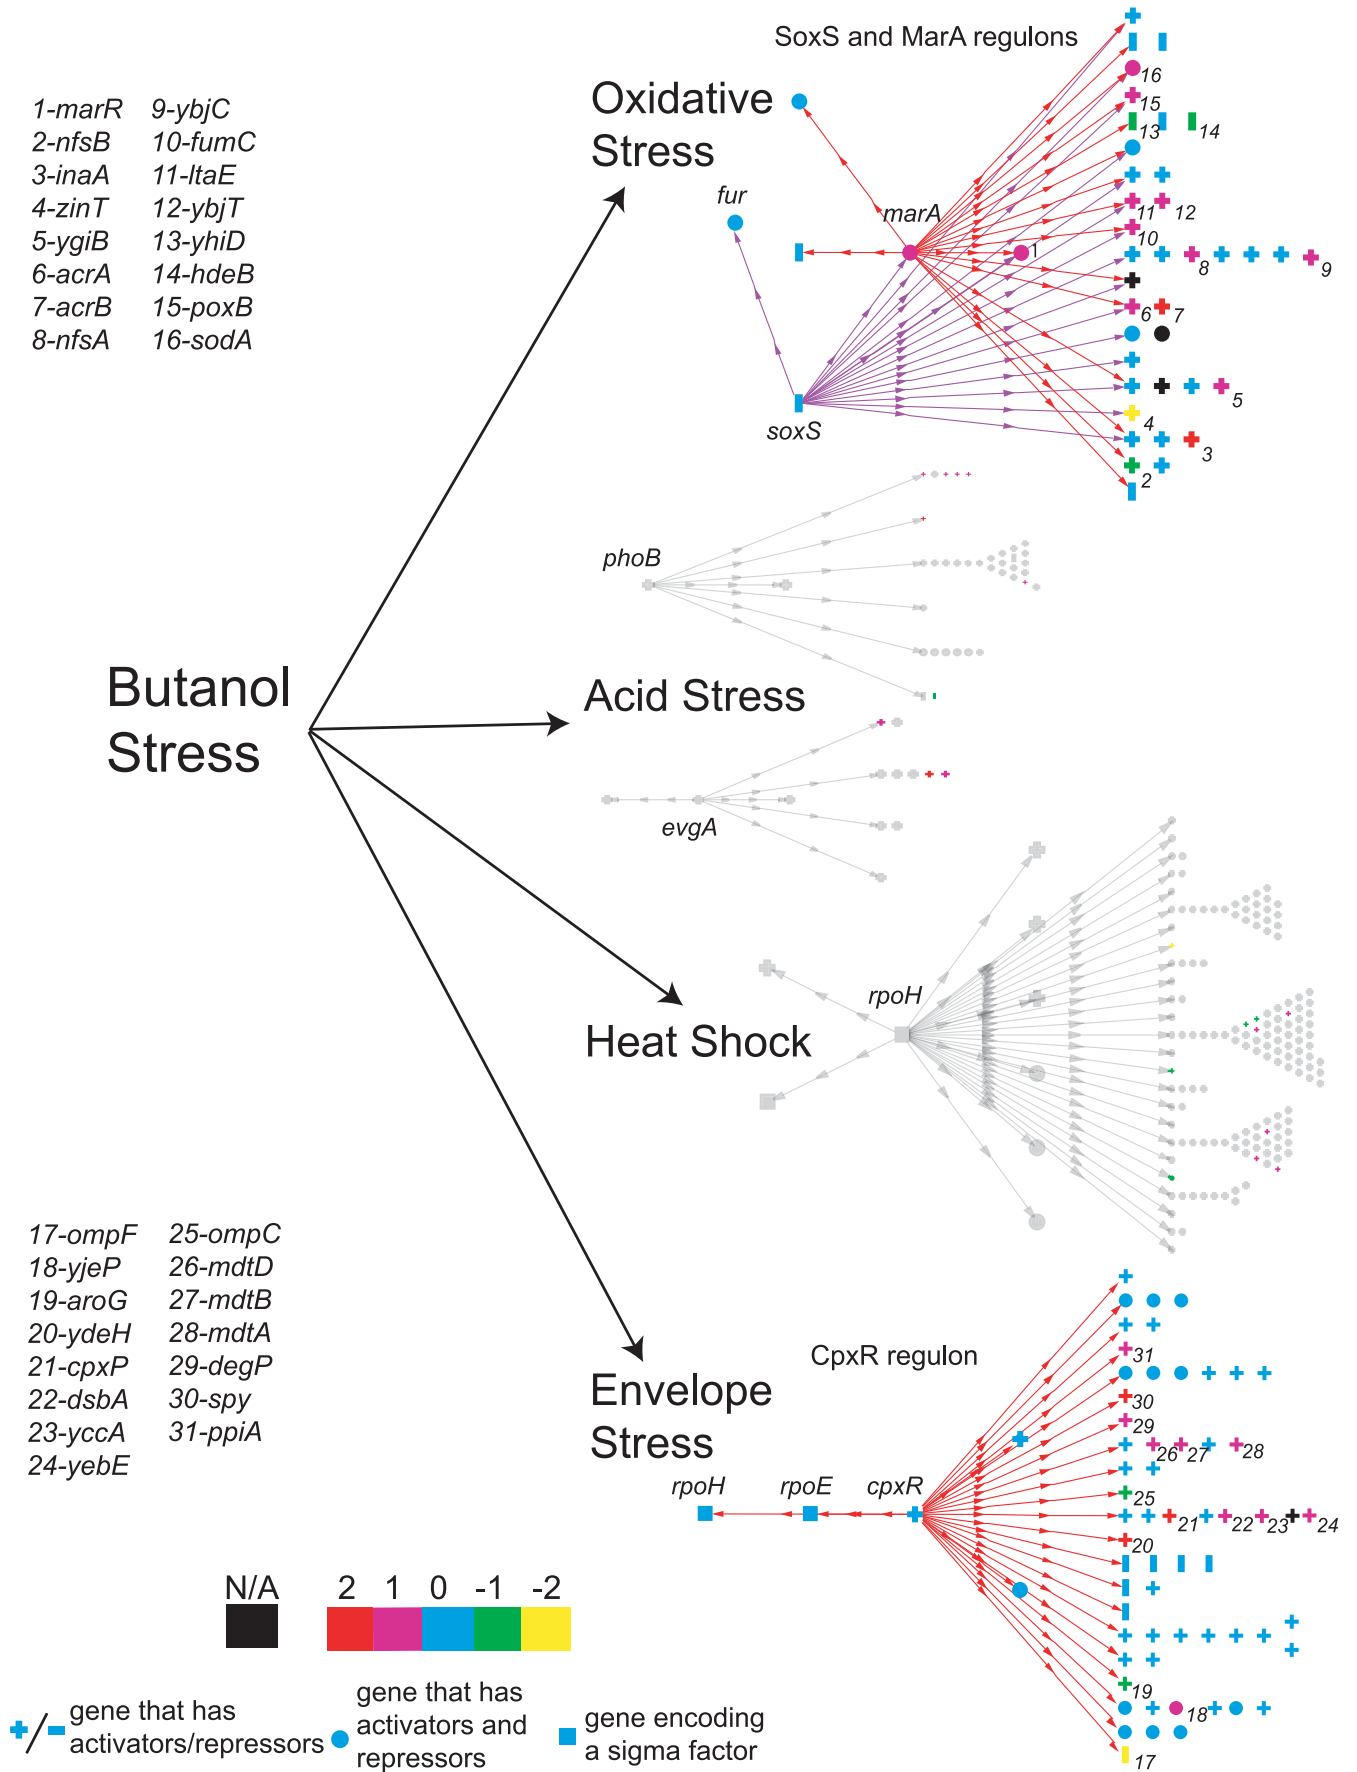 SoxS and MarA regulons
1-marR 9-ybjC
2-nfsB 10-fumC
3-inaA 11-ltaE
4-zinT 12-ybjT
5-ygiB 13-yhiD
6-acrA 14-hdeB
7-acrB 15-poxB
8-nfsA 16-sodA
Oxidative
Stress
fur
marA
soxS
1
16
15
13 14
11 12
10
8 9
6 7
5
4
3
2
phoB
Butanol
Stress
Acid Stress
evgA
rpoH
Heat Shock
17-ompF 25-ompC
18-yjeP 26-mdtD
19-aroG 27-mdtB
20-ydeH 28-mdtA
21-cpxP 29-degP
22-dsbA 30-spy
23-yccA 31-ppiA
24-yebE
CpxR regulon
Envelope
Stress
rpoH rpoE cpxR
31
30
29
26 27 28
25
21 22 23 24
20
19
18
17
N/A 2 1 0 -1 -2
/ gene that has
activators/repressors
gene that has
activators and
repressors
gene encoding
a sigma factor